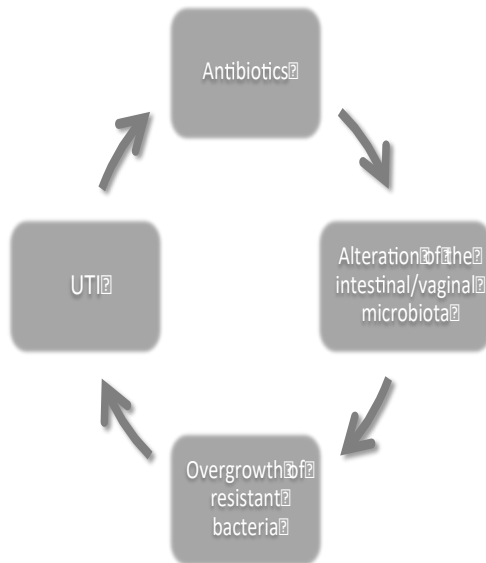 Antibiotics
Alteration of the
intestinal/vaginal
microbiota
Overgrowth of
resistant
bacteria
UTI